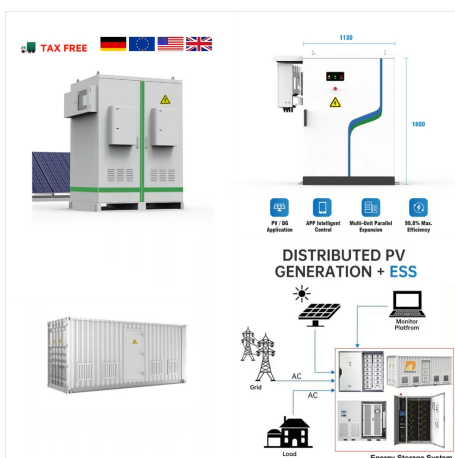 TAX FREE
1130
1600
PV / DG
Application
APP Intelligent
Control
Multi-Unit Parallel
Expansion
98.8% Max.
Efficiency
DISTRIBUTED PV
GENERATION + ESS
Monitor
Plotfrom
Grid
AC
AC
Load
Energy Storage System